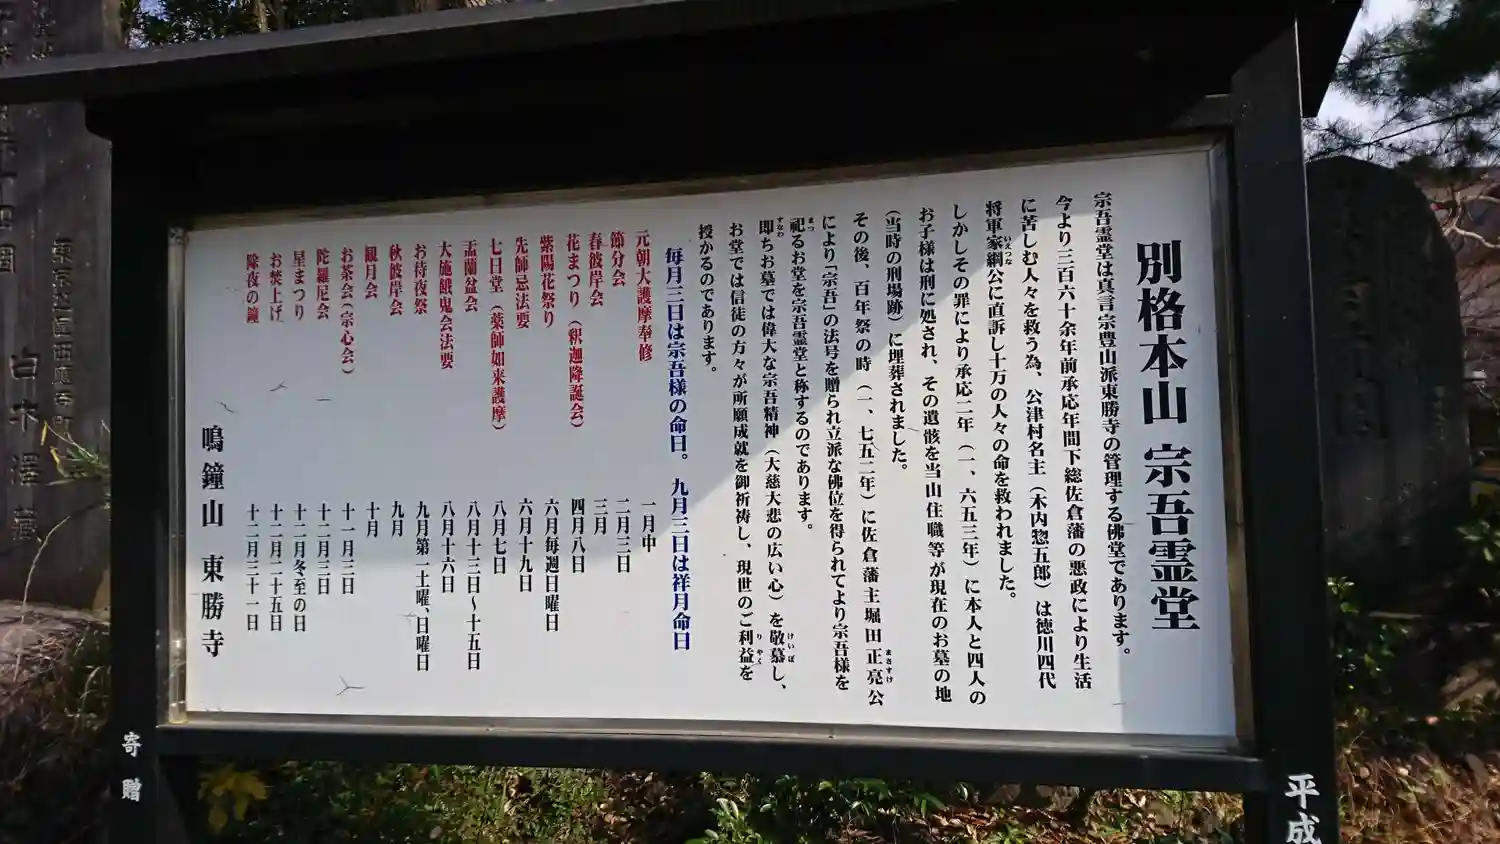 別格本山 宗吾霊堂
宗吾霊堂は真言宗豊山派東勝寺の管理する佛堂であります。
今より三百六十余年前承応年間下総佐倉藩の悪政により生活
に苦しむ人々を救う為、公津村名主（木内惣五郎）は徳川四代
将軍家綱公に直訴し十万の人々の命を救われました。
いえつな
しかしその罪により承応二年（一、六五三年）に本人と四人の
お子様は刑に処され、その遺骸を当山住職等が現在のお墓の地
（当時の刑場跡）に埋葬されました。
その後、百年祭の時（一、七五二年）に佐倉藩主堀田正亮公
まさすけ
により「宗吾」の法号を贈られ立派な佛位を得られてより宗吾様を
祀るお堂を宗吾霊堂と称するのであります。
まつ
即ちお墓では偉大な宗吾精神（大慈大悲の広い心）を敬慕し、
すなわ
けいぼ
お堂では信徒の方々が所願成就を御祈祷し、現世のご利益を
りやく
授かるのであります。
毎月三日は宗吾様の命日。 九月三日は祥月命日
元朝大護摩奉修 一月中
節分会 二月三日
春彼岸会 三月
花まつり（釈迦降誕会） 四月八日
紫陽花祭り 六月毎週日曜日
先師忌法要 六月十九日
七日堂（薬師如来護摩） 八月七日
盂蘭盆会 八月十三日～十五日
大施餓鬼会法要 八月十六日
お待夜祭 九月第一土曜、日曜日
秋彼岸会 九月
観月会 十月
お茶会（宗心会） 十一月三日
陀羅尼会 十二月三日
星まつり 十二月冬至の日
お焚上げ 十二月二十五日
除夜の鐘 十二月三十一日
鳴鐘山 東勝寺
平成
寄贈